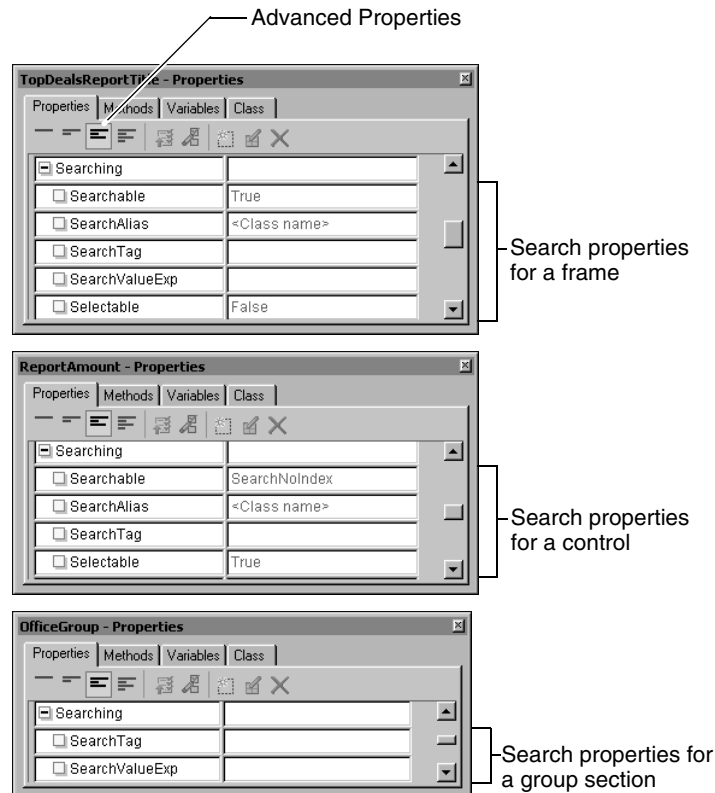 Advanced Properties
TopDealsReportTitle - Properties
Properties Methods Variables Class
Searching
Searchable True
SearchAlias <Class name>
SearchTag
SearchValueExp
Selectable False
Search properties
for a frame
ReportAmount - Properties
Properties Methods Variables Class
Searching
Searchable SearchNoIndex
SearchAlias <Class name>
SearchTag
Selectable True
Search properties
for a control
OfficeGroup - Properties
Properties Methods Variables Class
Searching
SearchTag
SearchValueExp
Search properties for
a group section